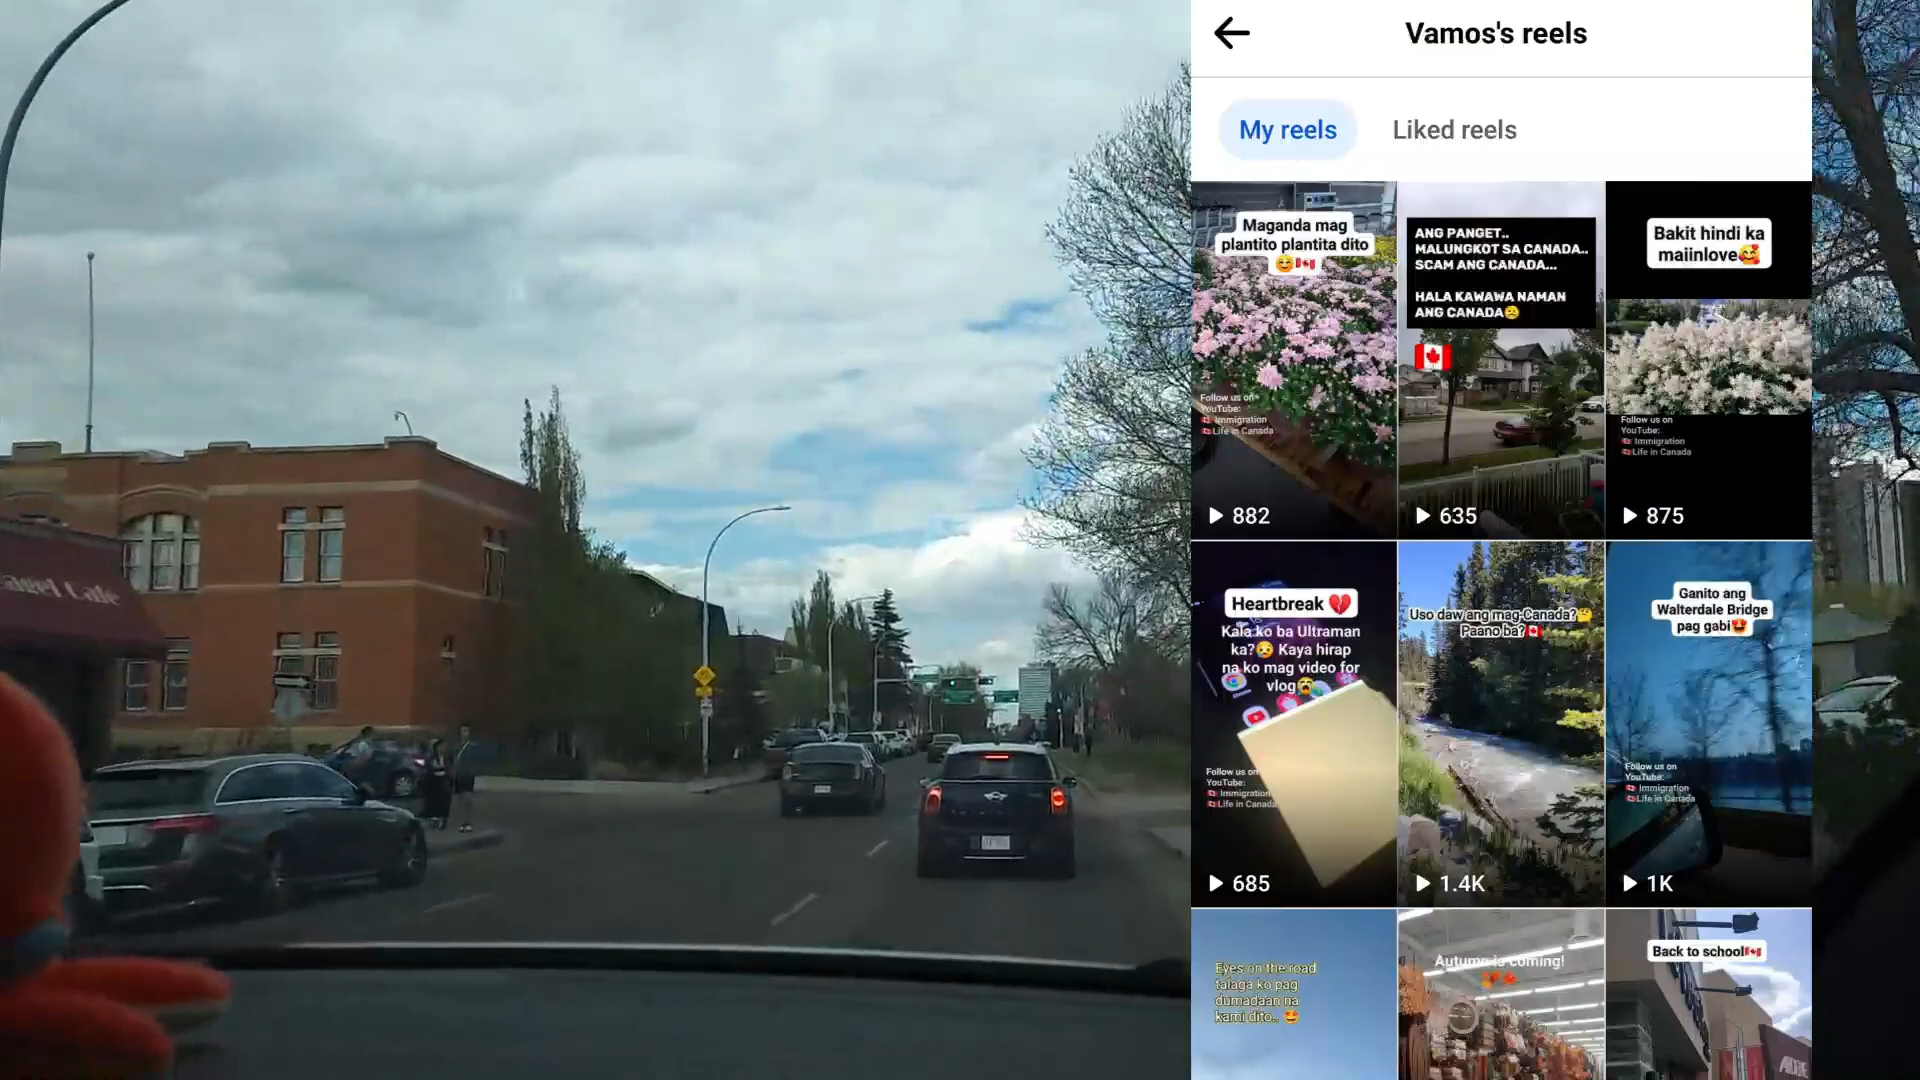 agel Cafe
Vamos's reels
My reels
Liked reels
Maganda mag
plantito plantita dito
😊🇨🇦
Follow us on
YouTube:
🇨🇦 Immigration
🇨🇦Life in Canada
882
ANG PANGET..
MALUNGKOT SA CANADA..
SCAM ANG CANADA...
HALA KAWAWA NAMAN
ANG CANADA🥲
635
Bakit hindi ka
maiinlove🥰
Follow us on
YouTube:
🇨🇦 Immigration
🇨🇦Life in Canada
875
Heartbreak 💔
Kala ko ba Ultraman
ka?😥 Kaya hirap
na ko mag video for
vlog😭
Follow us on
YouTube:
🇨🇦 Immigration
🇨🇦Life in Canada
685
Uso daw ang mag-Canada?🤔
Paano ba?🇨🇦
1.4K
Ganito ang
Walterdale Bridge
pag gabi😍
Follow us on
YouTube:
🇨🇦 Immigration
🇨🇦Life in Canada
1K
Eyes on the road
talaga ko pag
dumadaan na
kami dito.. 🤩
Autumn is coming!
🍂🍁
Back to school🇨🇦